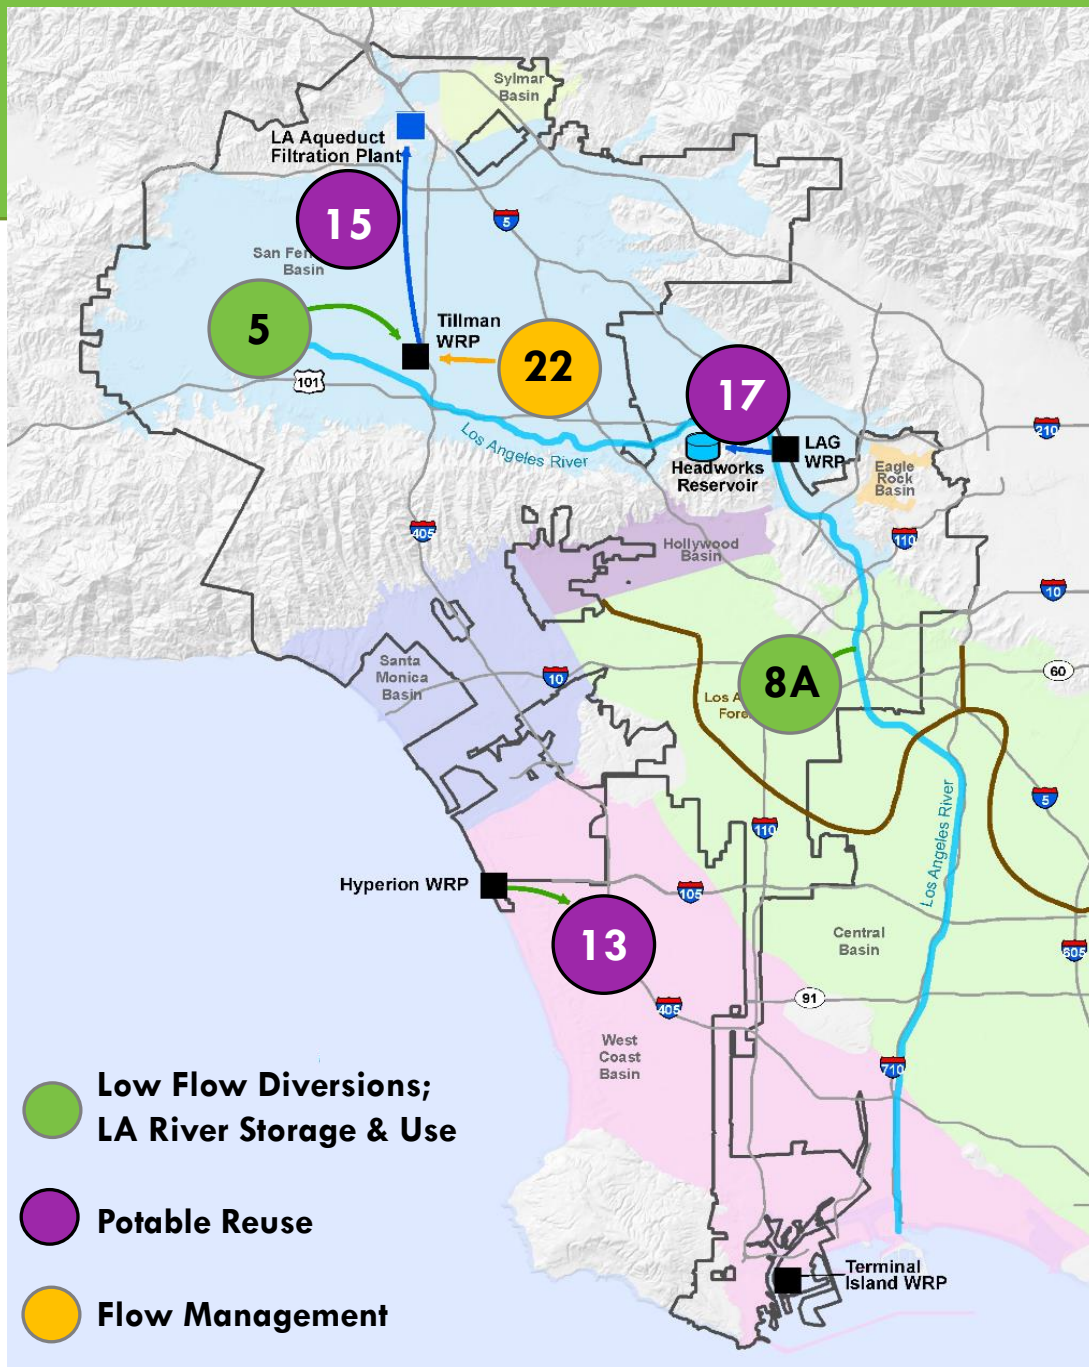 Sylmar
Basin
LA Aqueduct
Filtration Plant
15
5
San Fer
Basin
5
Tillman
WRP
22
101
17
210
Los Angeles River
LAG
WRP
Headworks
Reservoir
Eagle
Rock
Basin
405
110
Hollywood
Basin
10
Santa
Monica
Basin
10
8A
60
Los A
Fore
5
Los Angeles River
110
Hyperion WRP
105
13
Central
Basin
605
91
405
West
Coast
Basin
710
Low Flow Diversions;
LA River Storage & Use
Potable Reuse
Terminal
Island WRP
Flow Management